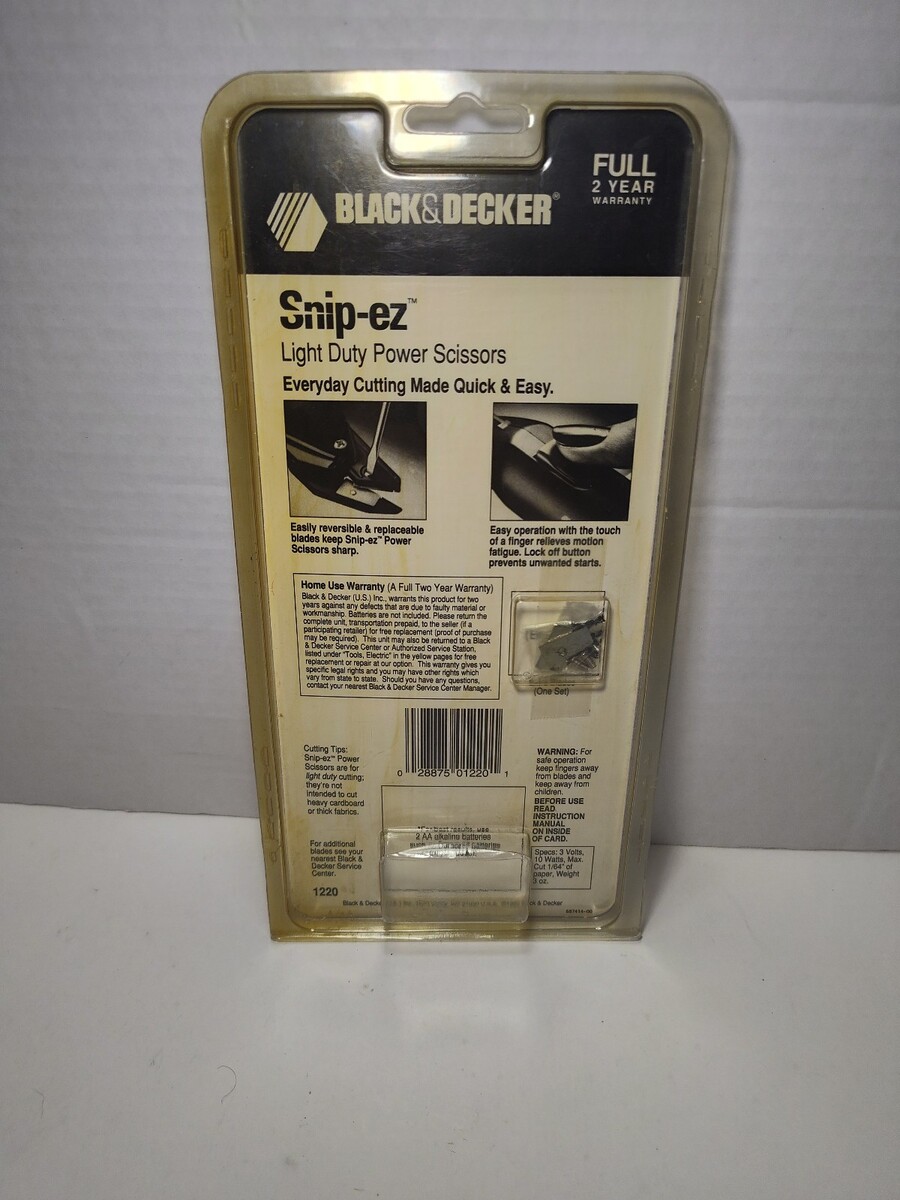 FULL
2 YEAR
WARRANTY
BLACK&DECKER®
Snip-ez™
Light Duty Power Scissors
Everyday Cutting Made Quick & Easy.
Easily reversible & replaceable
blades keep Snip-ez™ Power
Scissors sharp.
Easy operation with the touch
of a finger relieves motion
fatigue. Lock off button
prevents unwanted starts.
Home Use Warranty (A Full Two Year Warranty)
Black & Decker (U.S.) Inc., warrants this product for two
years against any defects that are due to faulty material or
workmanship. Batteries are not included. Please return the
complete unit, transportation prepaid, to the seller (if a
participating retailer) for free replacement (proof of purchase
may be required). This unit may also be returned to a Black
& Decker Service Center or Authorized Service Station,
listed under "Tools, Electric" in the yellow pages for free
replacement or repair at our option. This warranty gives you
specific legal rights and you may have other rights which
vary from state to state. Should you have any questions,
contact your nearest Black & Decker Service Center Manager.
(One Set)
0 28875 01220 1
Cutting Tips:
Snip-ez™ Power
Scissors are for
light duty cutting;
they're not
intended to cut
heavy cardboard
or thick fabrics.
For additional
blades see your
nearest Black &
Decker Service
Center.
1220
WARNING: For
safe operation
keep fingers away
from blades and
keep away from
children.
BEFORE USE
READ
INSTRUCTION
MANUAL
ON INSIDE
OF CARD.
Specs: 3 Volts,
10 Watts, Max.
Cut 1/64" of
paper, Weight
3 oz.
*For best results, use
2 AA alkaline batteries
batteries
Black & Decker